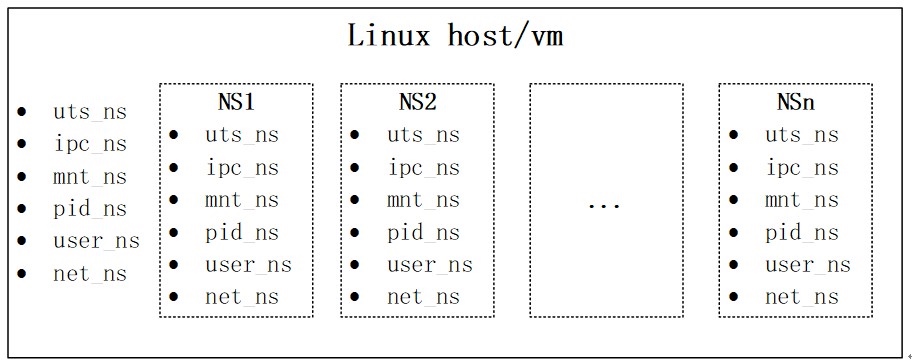 Linux host/vm
• uts_ns
• ipc_ns
• mnt_ns
• pid_ns
• user_ns
• net_ns
NS1
• uts_ns
• ipc_ns
• mnt_ns
• pid_ns
• user_ns
• net_ns
NS2
• uts_ns
• ipc_ns
• mnt_ns
• pid_ns
• user_ns
• net_ns
...
NSn
• uts_ns
• ipc_ns
• mnt_ns
• pid_ns
• user_ns
• net_ns